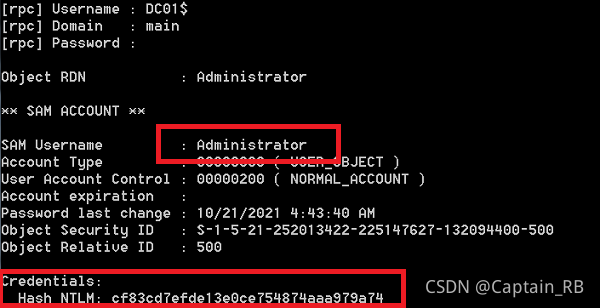 [rpc] Username : DC01$
[rpc] Domain   : main
[rpc] Password :
Object RDN           : Administrator
** SAM ACCOUNT **
SAM Username         : Administrator
Account Type         : 00000000 ( USER_OBJECT )
User Account Control : 00000200 ( NORMAL_ACCOUNT )
Account expiration   :
Password last change : 10/21/2021 4:43:40 AM
Object Security ID   : S-1-5-21-252013422-225147627-132094400-500
Object Relative ID   : 500
Credentials:
  Hash NTLM: cf83cd7efde13e0ce754874aaa979a74
CSDN @Captain_RB